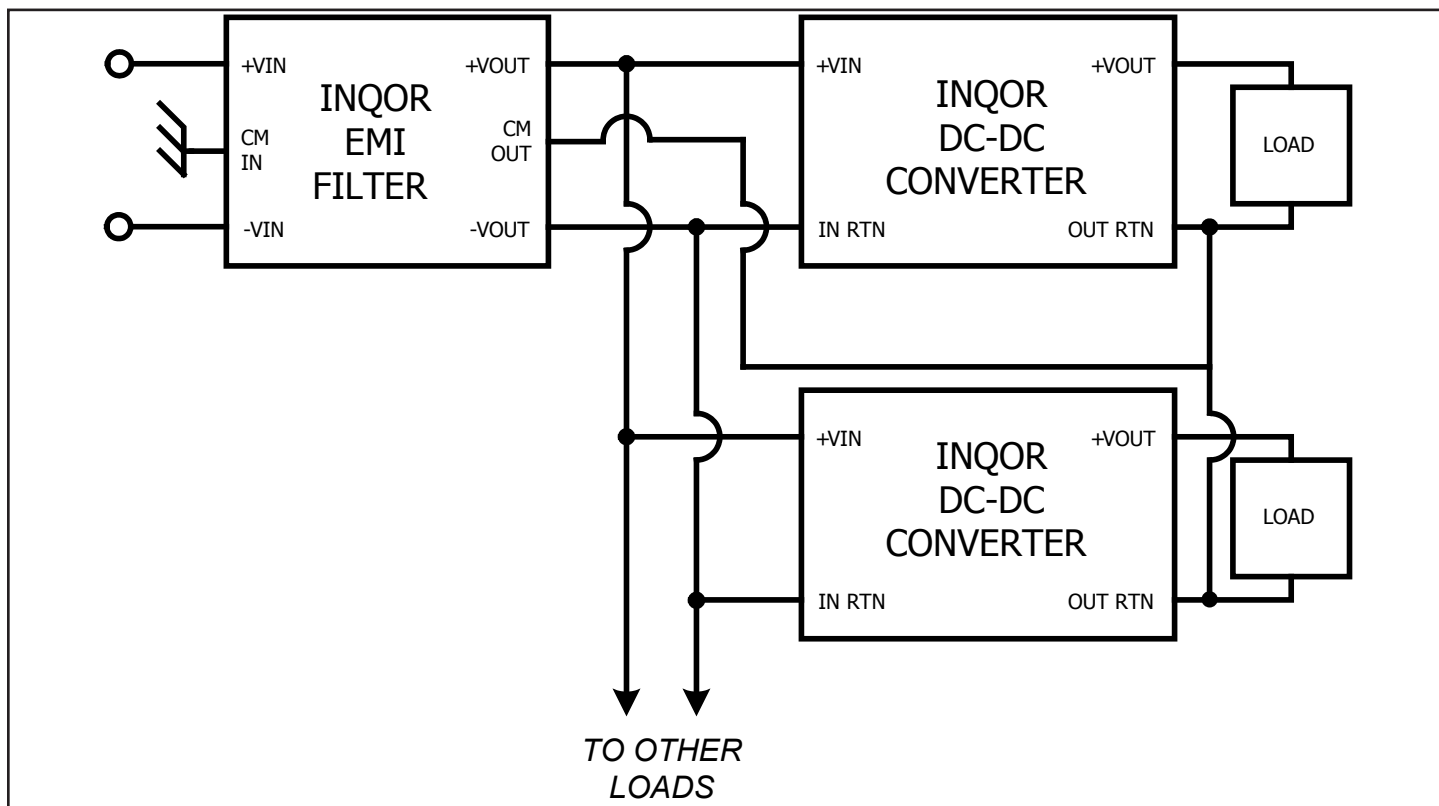 +VIN
CM
IN
-VIN
INQOR
EMI
FILTER
+VOUT
CM
OUT
-VOUT
+VIN
IN RTN
INQOR
DC-DC
CONVERTER
+VOUT
OUT RTN
LOAD
+VIN
IN RTN
INQOR
DC-DC
CONVERTER
+VOUT
OUT RTN
LOAD
TO OTHER
LOADS